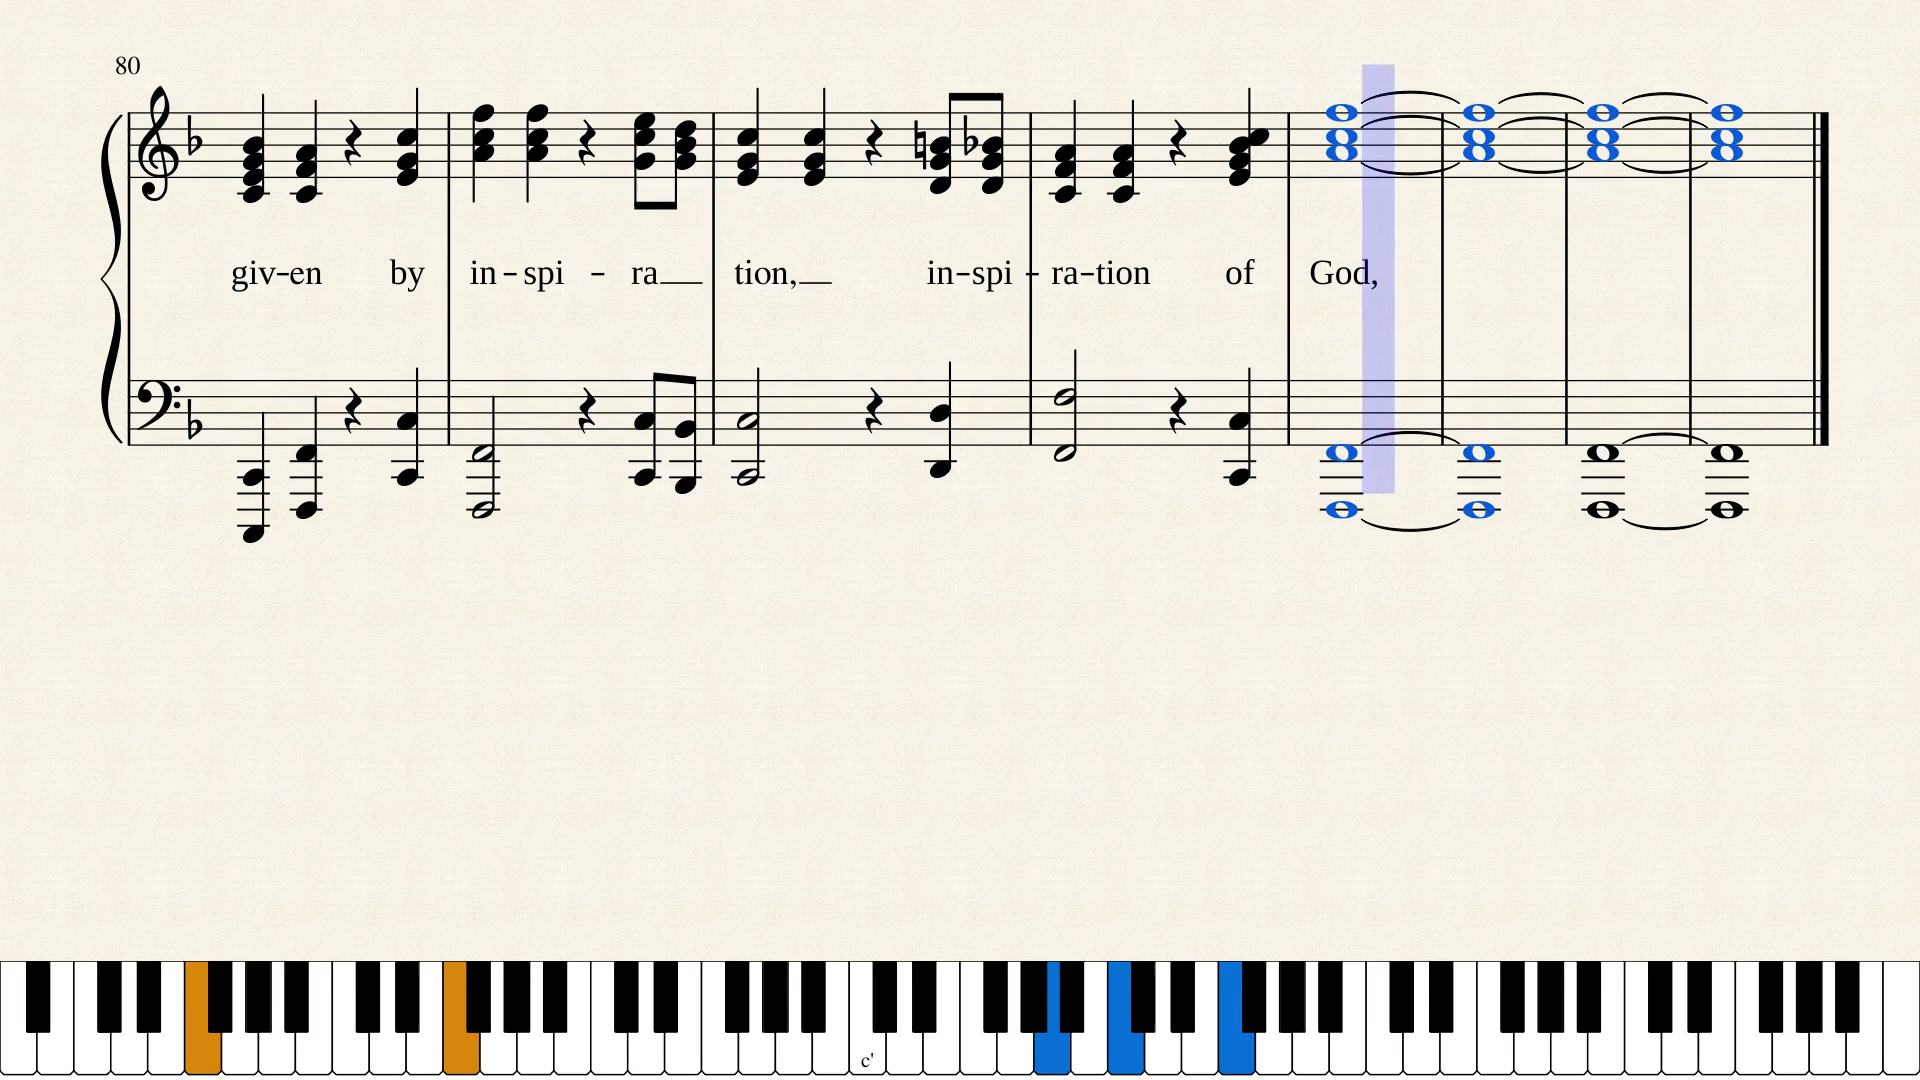 80
giv-en by in-spi - ra tion, in-spi - ra-tion of God,
c'